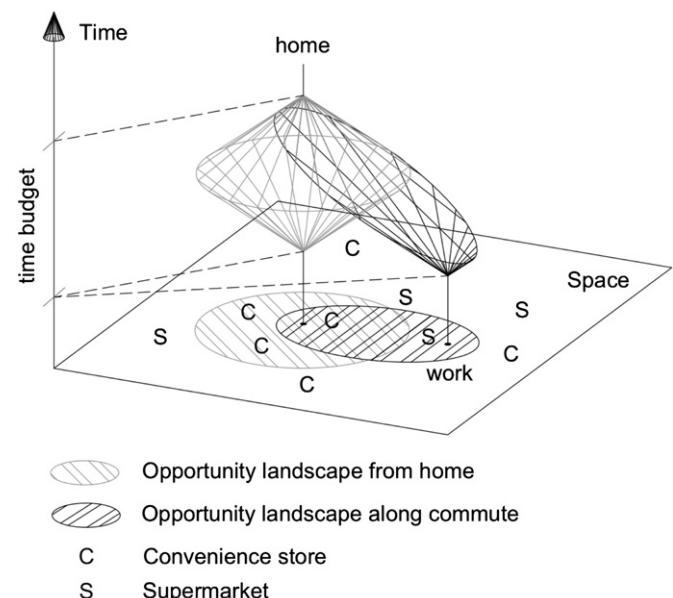 Time
home
time budget
C
Space
S
C
S
C
S
C
S
C
work
C
Opportunity landscape from home
Opportunity landscape along commute
C Convenience store
S Supermarket